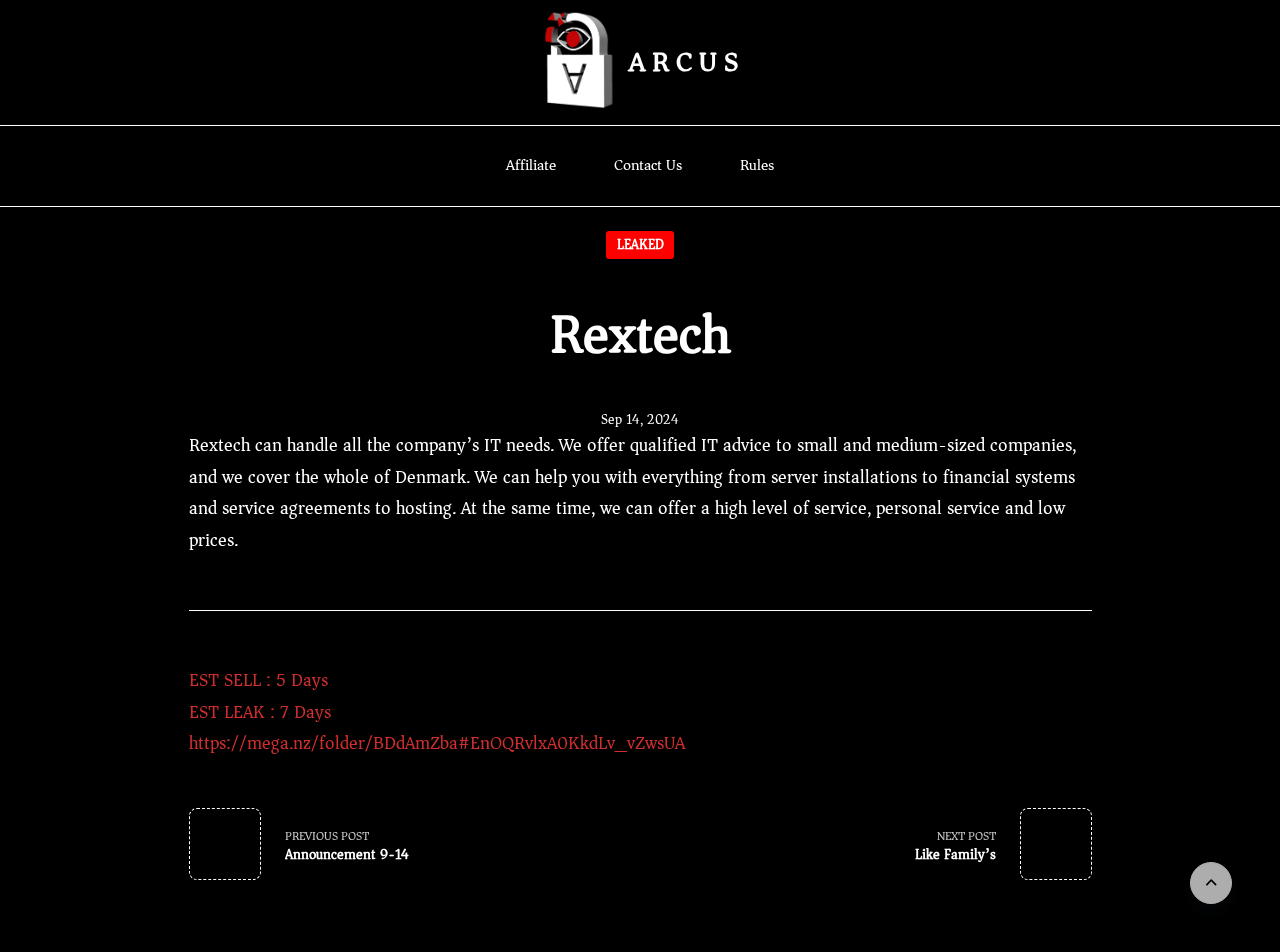 ARCUS
Affiliate
Contact Us
Rules
LEAKED
Rextech
Sep 14, 2024
Rextech can handle all the company’s IT needs. We offer qualified IT advice to small and medium-sized companies,
and we cover the whole of Denmark. We can help you with everything from server installations to financial systems
and service agreements to hosting. At the same time, we can offer a high level of service, personal service and low
prices.
EST SELL : 5 Days
EST LEAK : 7 Days
https://mega.nz/folder/BDdAmZba#EnOQRvlxA0KkdLv_vZwsUA
PREVIOUS POST
Announcement 9-14
NEXT POST
Like Family’s